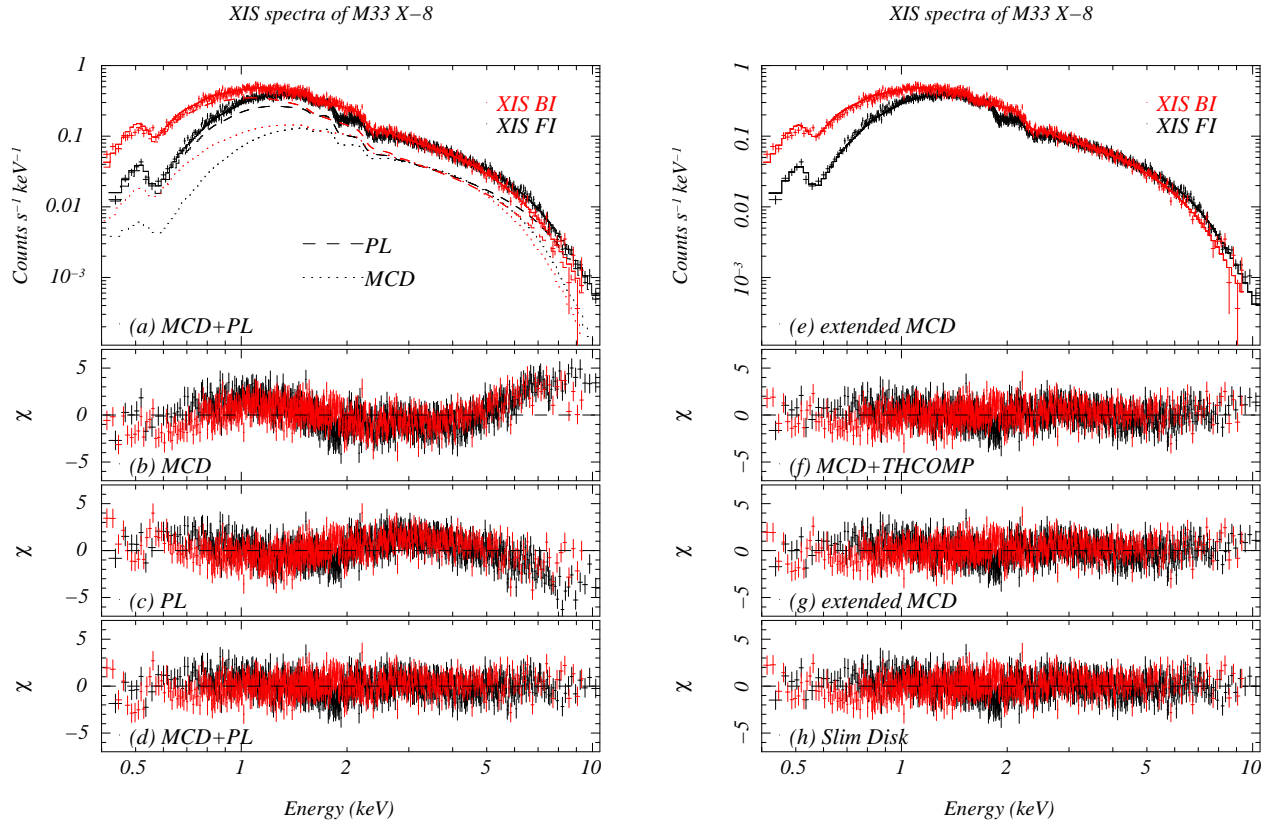 XIS spectra of M33 X−8
Counts s⁻¹ keV⁻¹
1
0.1
0.01
10⁻³
XIS BI
XIS FI
PL
MCD
(a) MCD+PL
χ
5
0
−5
(b) MCD
χ
5
0
−5
(c) PL
χ
5
0
−5
(d) MCD+PL
0.5 1 2 5 10
Energy (keV)
XIS spectra of M33 X−8
Counts s⁻¹ keV⁻¹
1
0.1
0.01
10⁻³
XIS BI
XIS FI
(e) extended MCD
χ
5
0
−5
(f) MCD+THCOMP
χ
5
0
−5
(g) extended MCD
χ
5
0
−5
(h) Slim Disk
0.5 1 2 5 10
Energy (keV)